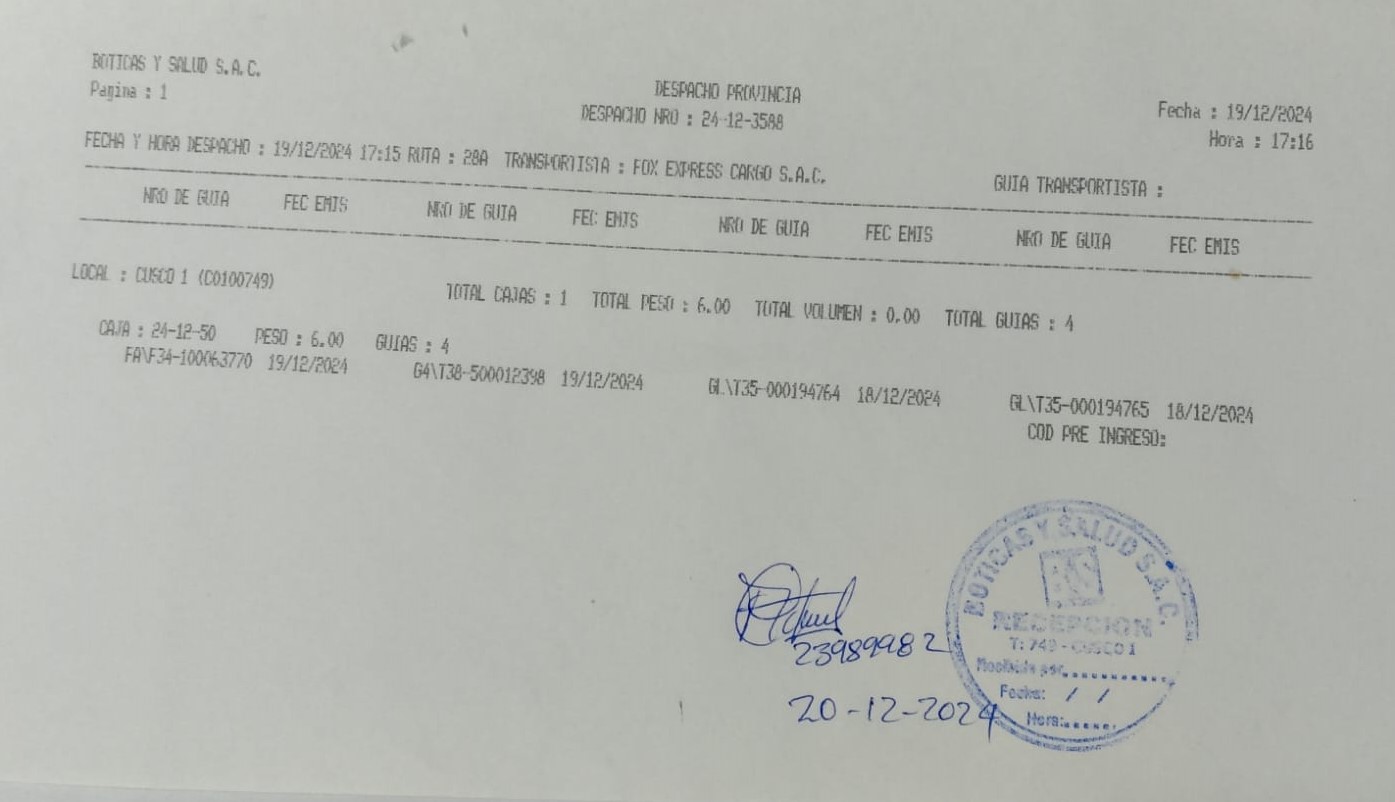 BOTICAS Y SALUD S.A.C.
Pagina : 1
DESPACHO PROVINCIA
DESPACHO NRO : 24-12-3588
Fecha : 19/12/2024
Hora : 17:16
FECHA Y HORA DESPACHO : 19/12/2024 17:15 RUTA : 28A TRANSPORTISTA : FOX EXPRESS CARGO S.A.C. GUIA TRANSPORTISTA :
NRO DE GUIA FEC EMIS NRO DE GUIA FEC EMIS NRO DE GUIA FEC EMIS NRO DE GUIA FEC EMIS
LOCAL : CUSCO 1 (C0100749) TOTAL CAJAS : 1 TOTAL PESO : 6.00 TOTAL VOLUMEN : 0.00 TOTAL GUIAS : 4
CAJA : 24-12-50 PESO : 6.00 GUIAS : 4
FA\F34-100063770 19/12/2024 G4\T38-500012398 19/12/2024 GL\T35-000194764 18/12/2024 GL\T35-000194765 18/12/2024
COD PRE INGRESO:
23989982
20-12-2024
BOTICAS Y SALUD S.A.C.
RECEPCION
T: 749 - CUSCO 1
Recibido por
Fecha: / /
Hora: